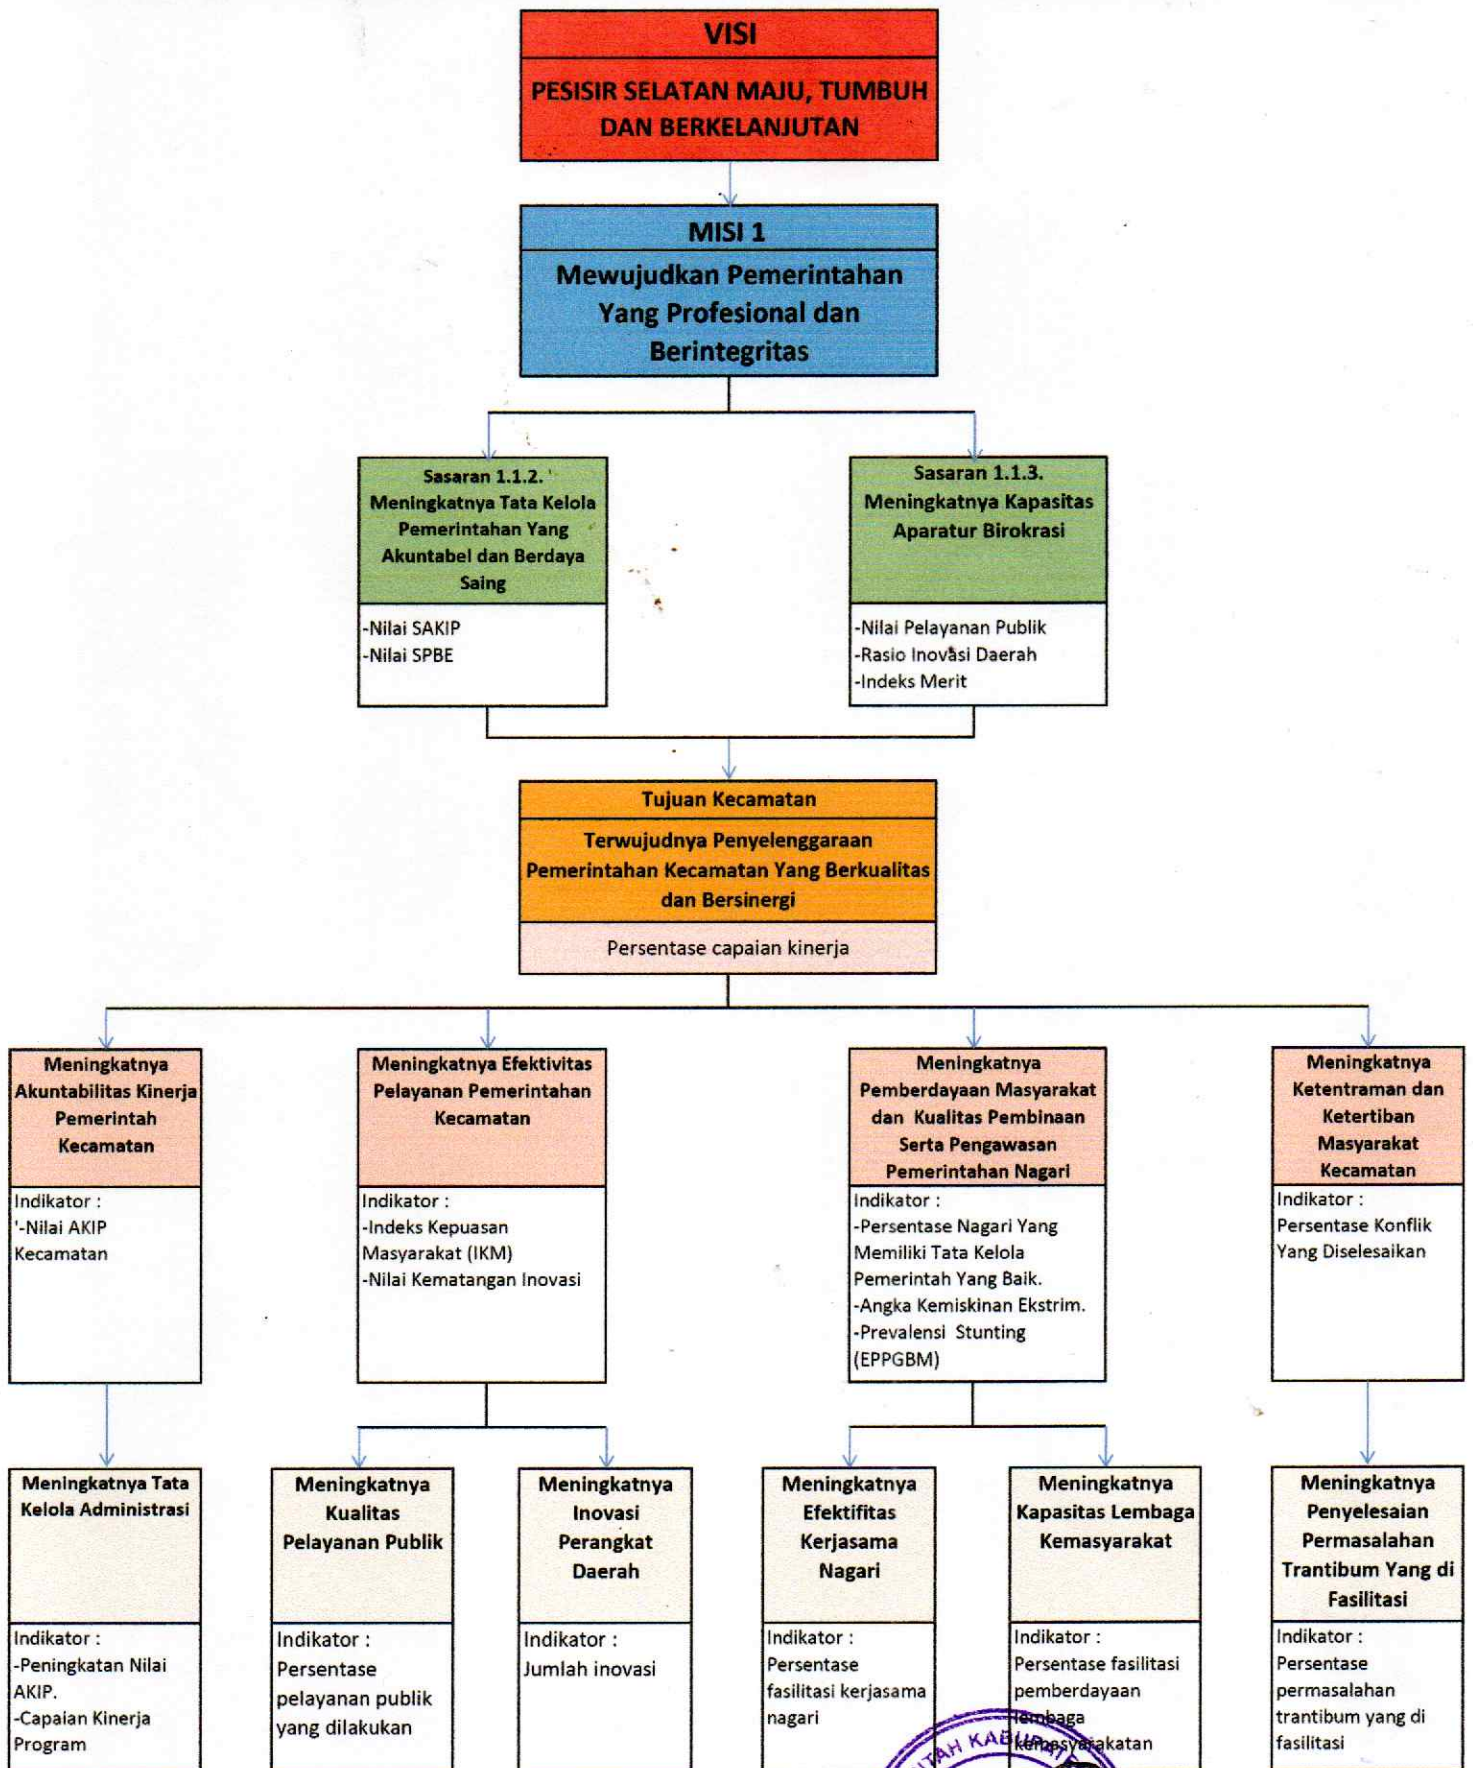 VISI
PESISIR SELATAN MAJU, TUMBUH
DAN BERKELANJUTAN
MISI 1
Mewujudkan Pemerintahan
Yang Profesional dan
Berintegritas
Sasaran 1.1.2.
Meningkatnya Tata Kelola
Pemerintahan Yang
Akuntabel dan Berdaya
Saing
-Nilai SAKIP
-Nilai SPBE
Sasaran 1.1.3.
Meningkatnya Kapasitas
Aparatur Birokrasi
-Nilai Pelayanan Publik
-Rasio Inovasi Daerah
-Indeks Merit
Tujuan Kecamatan
Terwujudnya Penyelenggaraan
Pemerintahan Kecamatan Yang Berkualitas
dan Bersinergi
Persentase capaian kinerja
Meningkatnya
Akuntabilitas Kinerja
Pemerintah
Kecamatan
Indikator :
'-Nilai AKIP
Kecamatan
Meningkatnya Efektivitas
Pelayanan Pemerintahan
Kecamatan
Indikator :
-Indeks Kepuasan
Masyarakat (IKM)
-Nilai Kematangan Inovasi
Meningkatnya
Pemberdayaan Masyarakat
dan Kualitas Pembinaan
Serta Pengawasan
Pemerintahan Nagari
Indikator :
-Persentase Nagari Yang
Memiliki Tata Kelola
Pemerintah Yang Baik.
-Angka Kemiskinan Ekstrim.
-Prevalensi Stunting
(EPPGBM)
Meningkatnya
Ketentraman dan
Ketertiban
Masyarakat
Kecamatan
Indikator :
Persentase Konflik
Yang Diselesaikan
Meningkatnya Tata
Kelola Administrasi
Indikator :
-Peningkatan Nilai
AKIP.
-Capaian Kinerja
Program
Meningkatnya
Kualitas
Pelayanan Publik
Indikator :
Persentase
pelayanan publik
yang dilakukan
Meningkatnya
Inovasi
Perangkat
Daerah
Indikator :
Jumlah inovasi
Meningkatnya
Efektifitas
Kerjasama
Nagari
Indikator :
Persentase
fasilitasi kerjasama
nagari
Meningkatnya
Kapasitas Lembaga
Kemasyarakat
Indikator :
Persentase fasilitasi
pemberdayaan
lembaga
kemasyarakatan
Meningkatnya
Penyelesaian
Permasalahan
Trantibum Yang di
Fasilitasi
Indikator :
Persentase
permasalahan
trantibum yang di
fasilitasi